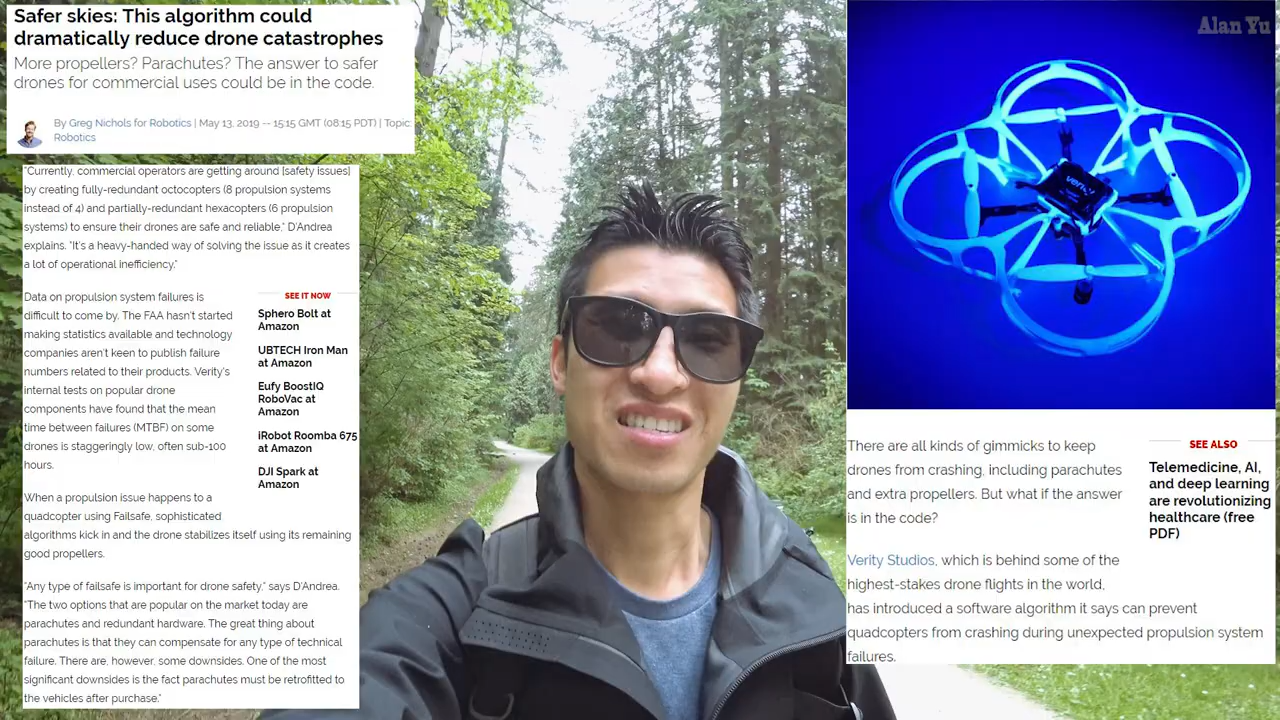 Safer skies: This algorithm could
dramatically reduce drone catastrophes
More propellers? Parachutes? The answer to safer
drones for commercial uses could be in the code.
By Greg Nichols for Robotics | May 13, 2019 -- 15:15 GMT (08:15 PDT) | Topic:
Robotics
"Currently, commercial operators are getting around [safety issues]
by creating fully-redundant octocopters (8 propulsion systems
instead of 4) and partially-redundant hexacopters (6 propulsion
systems) to ensure their drones are safe and reliable," D'Andrea
explains. "It's a heavy-handed way of solving the issue as it creates
a lot of operational inefficiency."
Data on propulsion system failures is
difficult to come by. The FAA hasn't started
making statistics available and technology
companies aren't keen to publish failure
numbers related to their products. Verity's
internal tests on popular drone
components have found that the mean
time between failures (MTBF) on some
drones is staggeringly low, often sub-100
hours.
SEE IT NOW
Sphero Bolt at
Amazon
UBTECH Iron Man
at Amazon
Eufy BoostIQ
RoboVac at
Amazon
iRobot Roomba 675
at Amazon
DJI Spark at
Amazon
When a propulsion issue happens to a
quadcopter using Failsafe, sophisticated
algorithms kick in and the drone stabilizes itself using its remaining
good propellers.
"Any type of failsafe is important for drone safety," says D'Andrea.
"The two options that are popular on the market today are
parachutes and redundant hardware. The great thing about
parachutes is that they can compensate for any type of technical
failure. There are, however, some downsides. One of the most
significant downsides is the fact parachutes must be retrofitted to
the vehicles after purchase."
Alan Yu
verity
There are all kinds of gimmicks to keep
drones from crashing, including parachutes
and extra propellers. But what if the answer
is in the code?
SEE ALSO
Telemedicine, AI,
and deep learning
are revolutionizing
healthcare (free
PDF)
Verity Studios, which is behind some of the
highest-stakes drone flights in the world,
has introduced a software algorithm it says can prevent
quadcopters from crashing during unexpected propulsion system
failures.